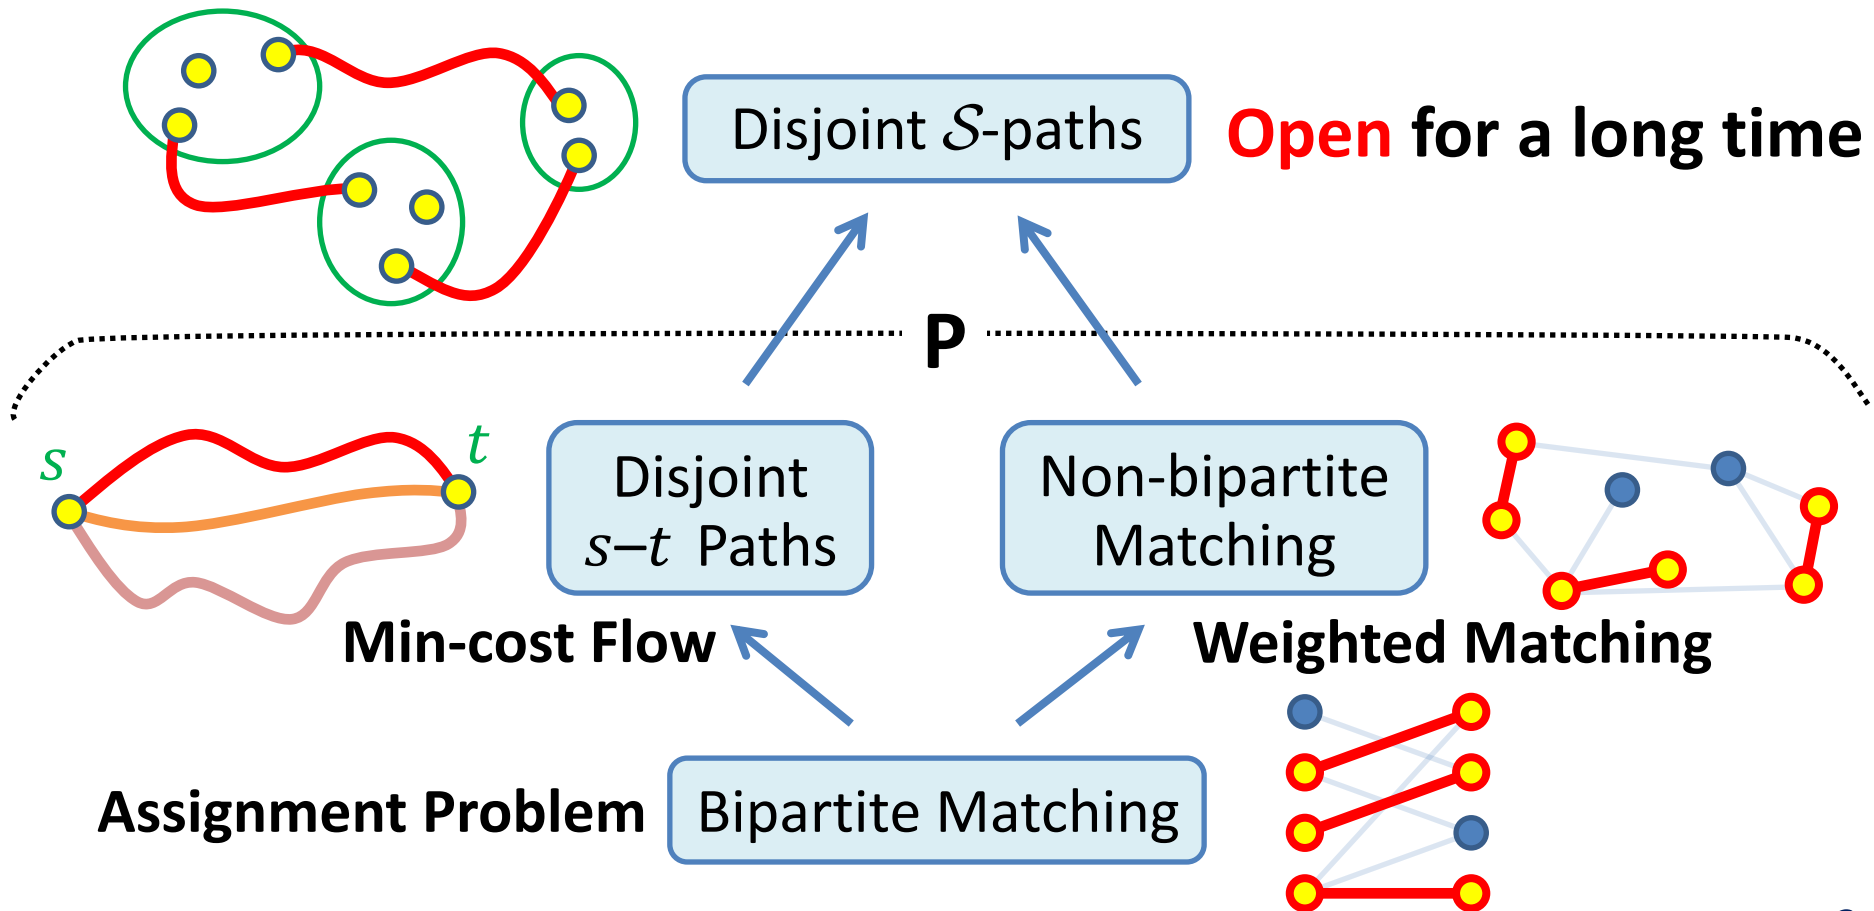 Disjoint 𝒮-paths
Open for a long time
P
s
t
Disjoint
s–t Paths
Non-bipartite
Matching
Min-cost Flow
Weighted Matching
Assignment Problem
Bipartite Matching